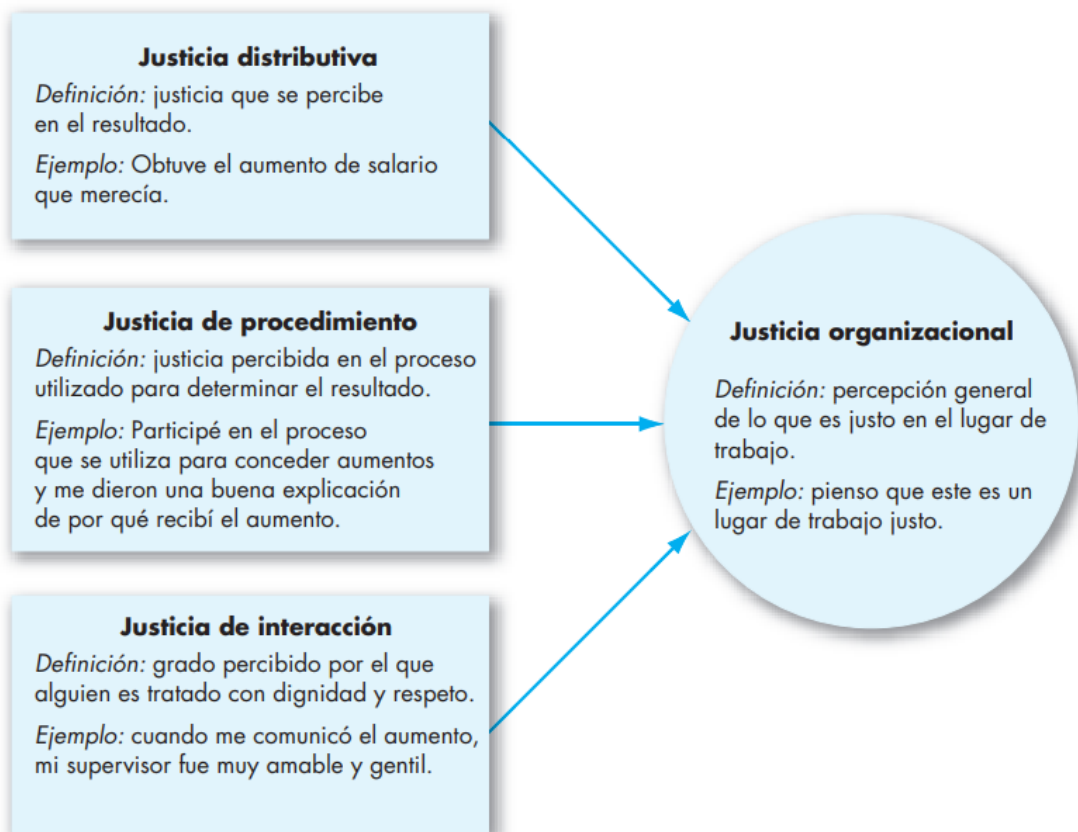 Justicia distributiva
Definición: justicia que se percibe
en el resultado.
Ejemplo: Obtuve el aumento de salario
que merecía.
Justicia de procedimiento
Definición: justicia percibida en el proceso
utilizado para determinar el resultado.
Ejemplo: Participé en el proceso
que se utiliza para conceder aumentos
y me dieron una buena explicación
de por qué recibí el aumento.
Justicia de interacción
Definición: grado percibido por el que
alguien es tratado con dignidad y respeto.
Ejemplo: cuando me comunicó el aumento,
mi supervisor fue muy amable y gentil.
Justicia organizacional
Definición: percepción general
de lo que es justo en el lugar de
trabajo.
Ejemplo: pienso que este es un
lugar de trabajo justo.